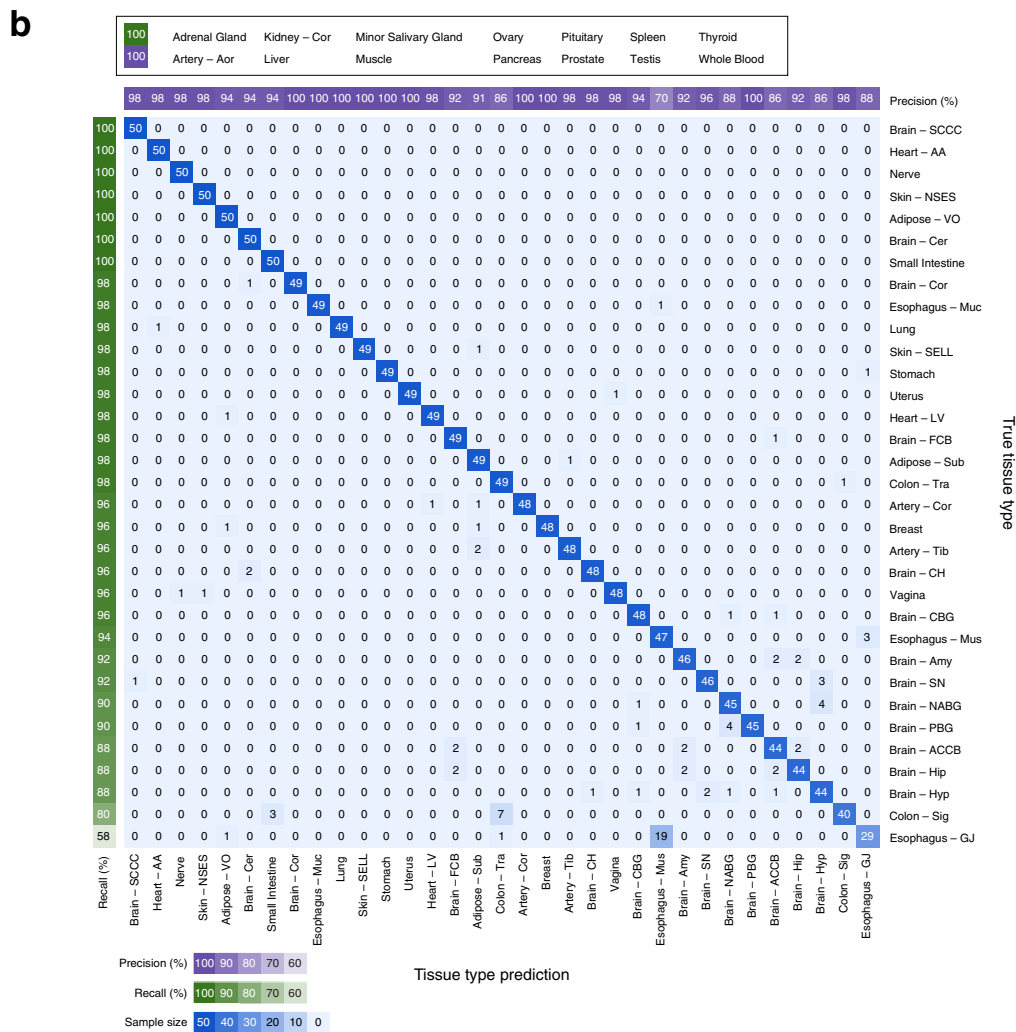 b
100 Adrenal Gland Kidney – Cor Minor Salivary Gland Ovary Pituitary Spleen Thyroid
100 Artery – Aor Liver Muscle Pancreas Prostate Testis Whole Blood
98 98 98 98 94 94 94 100 100 100 100 100 100 98 92 91 86 100 100 98 98 98 94 70 92 96 88 100 86 92 86 98 88 Precision (%)
100 50 0 0 0 0 0 0 0 0 0 0 0 0 0 0 0 0 0 0 0 0 0 0 0 0 0 0 0 0 0 0 0 0 Brain – SCCC
100 0 50 0 0 0 0 0 0 0 0 0 0 0 0 0 0 0 0 0 0 0 0 0 0 0 0 0 0 0 0 0 0 0 Heart – AA
100 0 0 50 0 0 0 0 0 0 0 0 0 0 0 0 0 0 0 0 0 0 0 0 0 0 0 0 0 0 0 0 0 0 Nerve
100 0 0 0 50 0 0 0 0 0 0 0 0 0 0 0 0 0 0 0 0 0 0 0 0 0 0 0 0 0 0 0 0 0 Skin – NSES
100 0 0 0 0 50 0 0 0 0 0 0 0 0 0 0 0 0 0 0 0 0 0 0 0 0 0 0 0 0 0 0 0 0 Adipose – VO
100 0 0 0 0 0 50 0 0 0 0 0 0 0 0 0 0 0 0 0 0 0 0 0 0 0 0 0 0 0 0 0 0 0 Brain – Cer
100 0 0 0 0 0 0 50 0 0 0 0 0 0 0 0 0 0 0 0 0 0 0 0 0 0 0 0 0 0 0 0 0 0 Small Intestine
98 0 0 0 0 0 1 0 49 0 0 0 0 0 0 0 0 0 0 0 0 0 0 0 0 0 0 0 0 0 0 0 0 0 Brain – Cor
98 0 0 0 0 0 0 0 0 49 0 0 0 0 0 0 0 0 0 0 0 0 0 0 1 0 0 0 0 0 0 0 0 0 Esophagus – Muc
98 0 1 0 0 0 0 0 0 0 49 0 0 0 0 0 0 0 0 0 0 0 0 0 0 0 0 0 0 0 0 0 0 0 Lung
98 0 0 0 0 0 0 0 0 0 0 49 0 0 0 0 1 0 0 0 0 0 0 0 0 0 0 0 0 0 0 0 0 0 Skin – SELL
98 0 0 0 0 0 0 0 0 0 0 0 49 0 0 0 0 0 0 0 0 0 0 0 0 0 0 0 0 0 0 0 0 1 Stomach
98 0 0 0 0 0 0 0 0 0 0 0 0 49 0 0 0 0 0 0 0 0 1 0 0 0 0 0 0 0 0 0 0 0 Uterus
98 0 0 0 0 1 0 0 0 0 0 0 0 0 49 0 0 0 0 0 0 0 0 0 0 0 0 0 0 0 0 0 0 0 Heart – LV
98 0 0 0 0 0 0 0 0 0 0 0 0 0 0 49 0 0 0 0 0 0 0 0 0 0 0 0 0 1 0 0 0 0 Brain – FCB
98 0 0 0 0 0 0 0 0 0 0 0 0 0 0 0 49 0 0 0 1 0 0 0 0 0 0 0 0 0 0 0 0 0 Adipose – Sub
98 0 0 0 0 0 0 0 0 0 0 0 0 0 0 0 0 49 0 0 0 0 0 0 0 0 0 0 0 0 0 0 1 0 Colon – Tra
96 0 0 0 0 0 0 0 0 0 0 0 0 0 1 0 1 0 48 0 0 0 0 0 0 0 0 0 0 0 0 0 0 0 Artery – Cor
96 0 0 0 0 1 0 0 0 0 0 0 0 0 0 0 1 0 0 48 0 0 0 0 0 0 0 0 0 0 0 0 0 0 Breast
96 0 0 0 0 0 0 0 0 0 0 0 0 0 0 0 2 0 0 0 48 0 0 0 0 0 0 0 0 0 0 0 0 0 Artery – Tib
96 0 0 0 0 0 2 0 0 0 0 0 0 0 0 0 0 0 0 0 0 48 0 0 0 0 0 0 0 0 0 0 0 0 Brain – CH
96 0 0 1 1 0 0 0 0 0 0 0 0 0 0 0 0 0 0 0 0 0 48 0 0 0 0 0 0 0 0 0 0 0 Vagina
96 0 0 0 0 0 0 0 0 0 0 0 0 0 0 0 0 0 0 0 0 0 0 48 0 0 0 1 0 1 0 0 0 0 Brain – CBG
94 0 0 0 0 0 0 0 0 0 0 0 0 0 0 0 0 0 0 0 0 0 0 0 47 0 0 0 0 0 0 0 0 3 Esophagus – Mus
92 0 0 0 0 0 0 0 0 0 0 0 0 0 0 0 0 0 0 0 0 0 0 0 0 46 0 0 0 2 2 0 0 0 Brain – Amy
92 1 0 0 0 0 0 0 0 0 0 0 0 0 0 0 0 0 0 0 0 0 0 0 0 0 46 0 0 0 0 3 0 0 Brain – SN
90 0 0 0 0 0 0 0 0 0 0 0 0 0 0 0 0 0 0 0 0 0 0 1 0 0 0 45 0 0 0 4 0 0 Brain – NABG
90 0 0 0 0 0 0 0 0 0 0 0 0 0 0 0 0 0 0 0 0 0 0 1 0 0 0 4 45 0 0 0 0 0 Brain – PBG
88 0 0 0 0 0 0 0 0 0 0 0 0 0 0 2 0 0 0 0 0 0 0 0 0 2 0 0 0 44 2 0 0 0 Brain – ACCB
88 0 0 0 0 0 0 0 0 0 0 0 0 0 0 2 0 0 0 0 0 0 0 0 0 2 0 0 0 2 44 0 0 0 Brain – Hip
88 0 0 0 0 0 0 0 0 0 0 0 0 0 0 0 0 0 0 0 0 1 0 1 0 0 2 1 0 1 0 44 0 0 Brain – Hyp
80 0 0 0 0 0 0 3 0 0 0 0 0 0 0 0 0 7 0 0 0 0 0 0 0 0 0 0 0 0 0 0 40 0 Colon – Sig
58 0 0 0 0 1 0 0 0 0 0 0 0 0 0 0 0 1 0 0 0 0 0 0 19 0 0 0 0 0 0 0 0 29 Esophagus – GJ
True tissue type
Recall (%)
Brain – SCCC
Heart – AA
Nerve
Skin – NSES
Adipose – VO
Brain – Cer
Small Intestine
Brain – Cor
Esophagus – Muc
Lung
Skin – SELL
Stomach
Uterus
Heart – LV
Brain – FCB
Adipose – Sub
Colon – Tra
Artery – Cor
Breast
Artery – Tib
Brain – CH
Vagina
Brain – CBG
Esophagus – Mus
Brain – Amy
Brain – SN
Brain – NABG
Brain – PBG
Brain – ACCB
Brain – Hip
Brain – Hyp
Colon – Sig
Esophagus – GJ
Tissue type prediction
Precision (%) 100 90 80 70 60
Recall (%) 100 90 80 70 60
Sample size 50 40 30 20 10 0